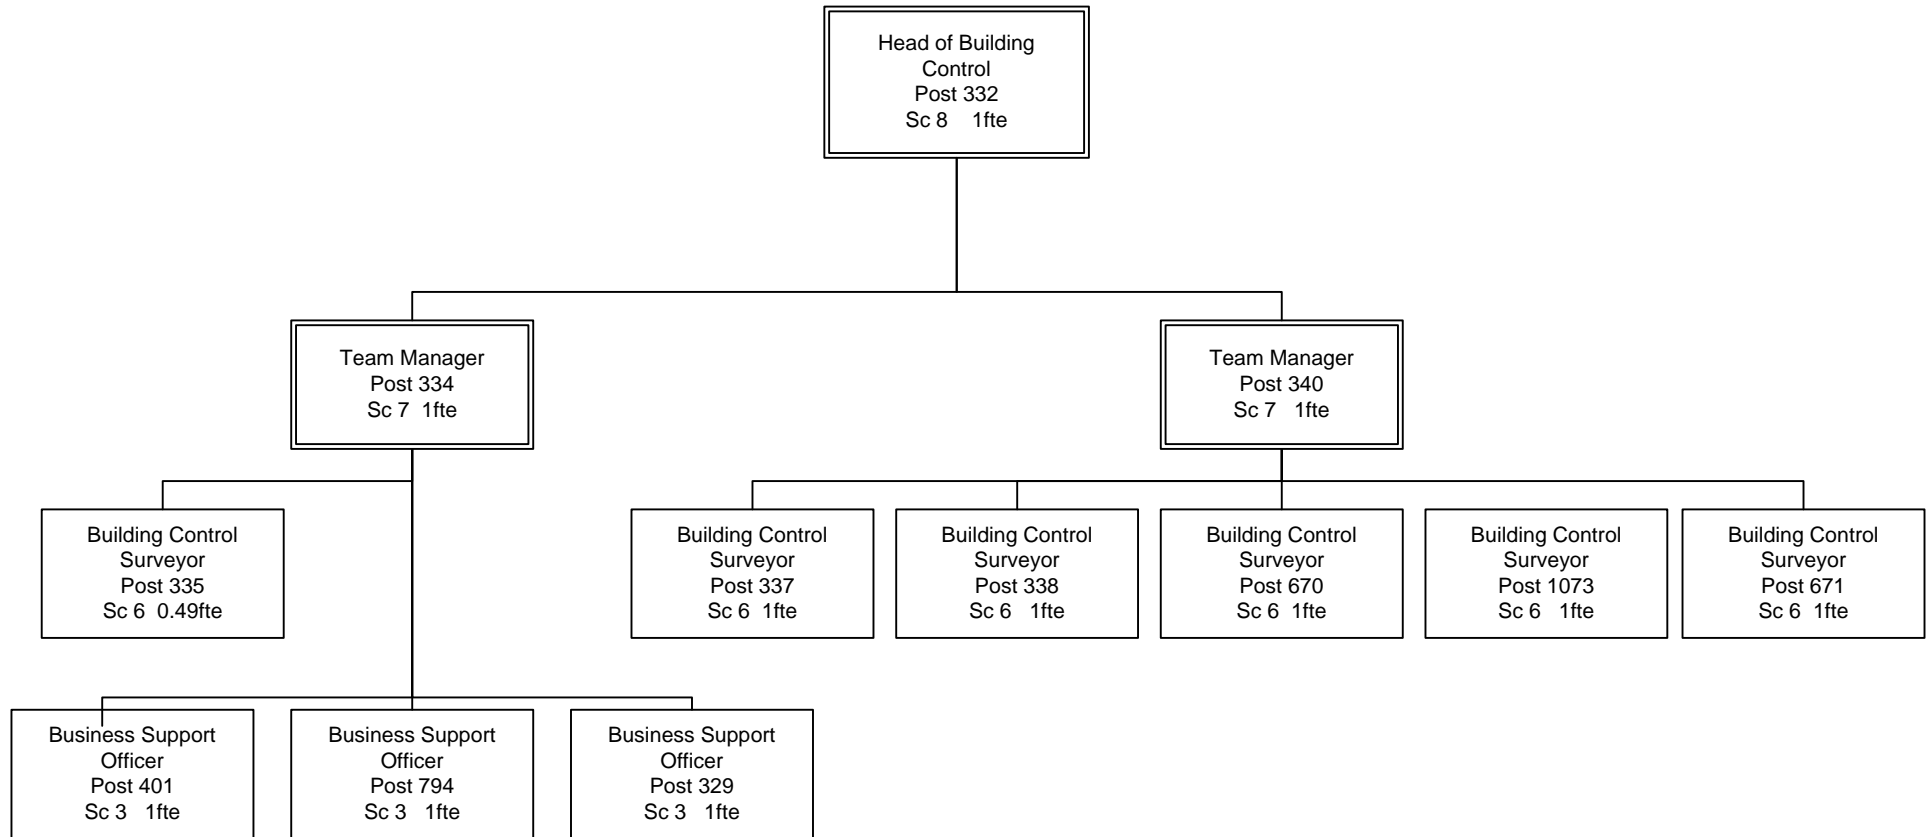 Head of Building
Control
Post 332
Sc 8    1fte
Team Manager
Post 334
Sc 7  1fte
Team Manager
Post 340
Sc 7   1fte
Building Control
Surveyor
Post 335
Sc 6  0.49fte
Building Control
Surveyor
Post 337
Sc 6  1fte
Building Control
Surveyor
Post 338
Sc 6   1fte
Building Control
Surveyor
Post 670
Sc 6  1fte
Building Control
Surveyor
Post 1073
Sc 6   1fte
Building Control
Surveyor
Post 671
Sc 6  1fte
Business Support
Officer
Post 401
Sc 3   1fte
Business Support
Officer
Post 794
Sc 3   1fte
Business Support
Officer
Post 329
Sc 3   1fte